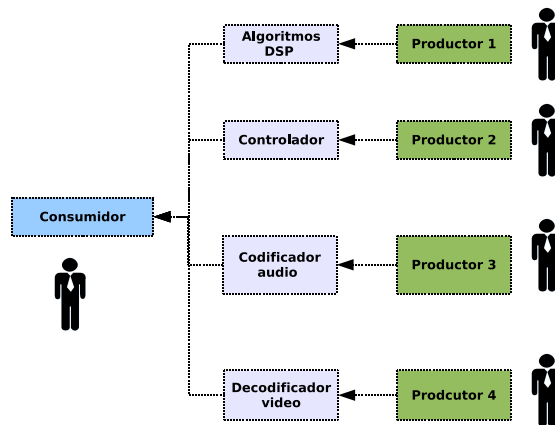 Algoritmos
DSP
Productor 1
Controlador
Productor 2
Consumidor
Codificador
audio
Productor 3
Decodificador
video
Prodcutor 4